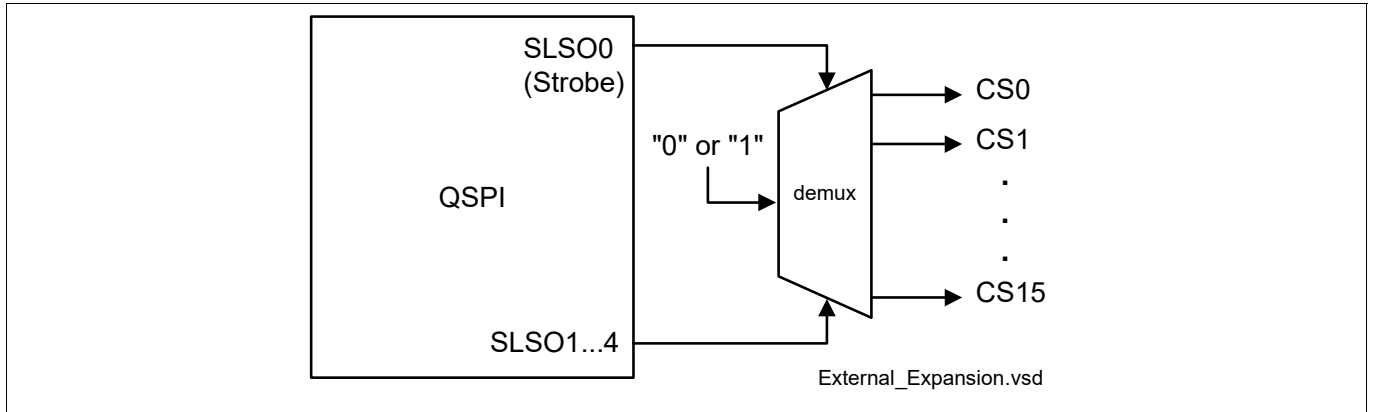 SLSO0
(Strobe)
CS0
CS1
"0" or "1"
demux
QSPI
.
.
.
CS15
SLSO1...4
External_Expansion.vsd